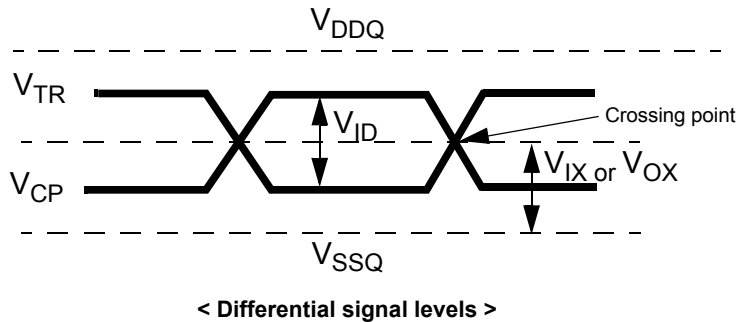 VDDQ
VTR
Crossing point
VID
VIX or VOX
VCP
VSSQ
< Differential signal levels >